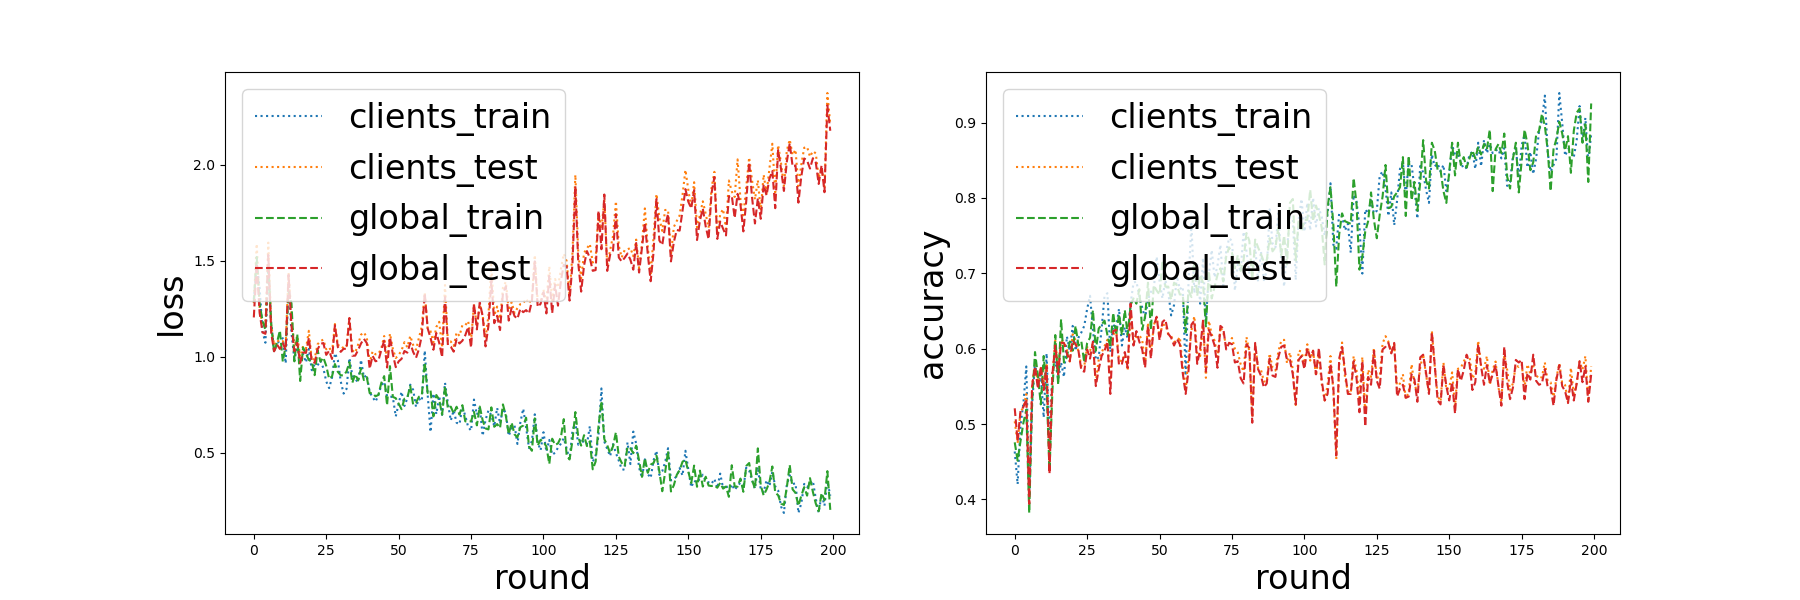 clients_train
clients_test
global_train
global_test
2.0
1.5
1.0
0.5
loss
0 25 50 75 100 125 150 175 200
round
clients_train
clients_test
global_train
global_test
0.9
0.8
0.7
0.6
0.5
0.4
accuracy
0 25 50 75 100 125 150 175 200
round